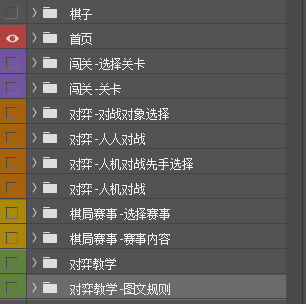 棋子
首页
闯关-选择关卡
闯关-关卡
对弈-对战对象选择
对弈-人人对战
对弈-人机对战先手选择
对弈-人机对战
棋局赛事-选择赛事
棋局赛事-赛事内容
对弈教学
对弈教学-图文规则